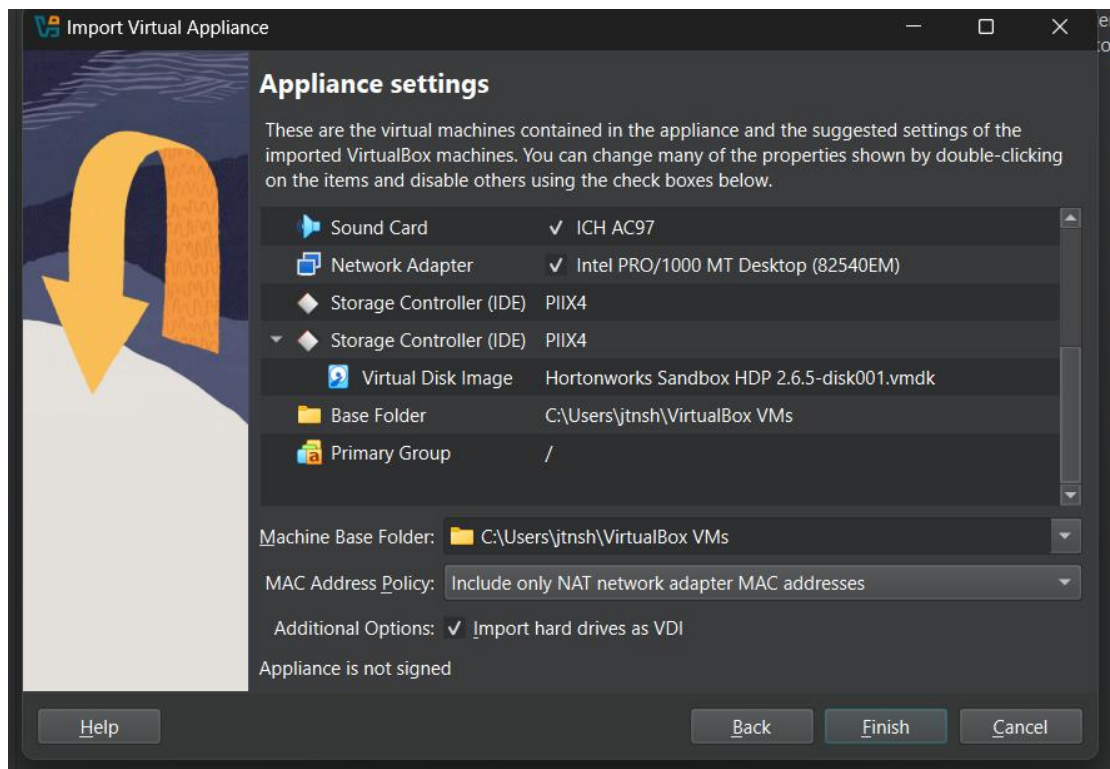 Import Virtual Appliance
Appliance settings
These are the virtual machines contained in the appliance and the suggested settings of the
imported VirtualBox machines. You can change many of the properties shown by double-clicking
on the items and disable others using the check boxes below.
Sound Card ✓ ICH AC97
Network Adapter ✓ Intel PRO/1000 MT Desktop (82540EM)
Storage Controller (IDE) PIIX4
Storage Controller (IDE) PIIX4
Virtual Disk Image Hortonworks Sandbox HDP 2.6.5-disk001.vmdk
Base Folder C:\Users\jtnsh\VirtualBox VMs
Primary Group /
Machine Base Folder: C:\Users\jtnsh\VirtualBox VMs
MAC Address Policy: Include only NAT network adapter MAC addresses
Additional Options: ✓ Import hard drives as VDI
Appliance is not signed
Help Back Finish Cancel